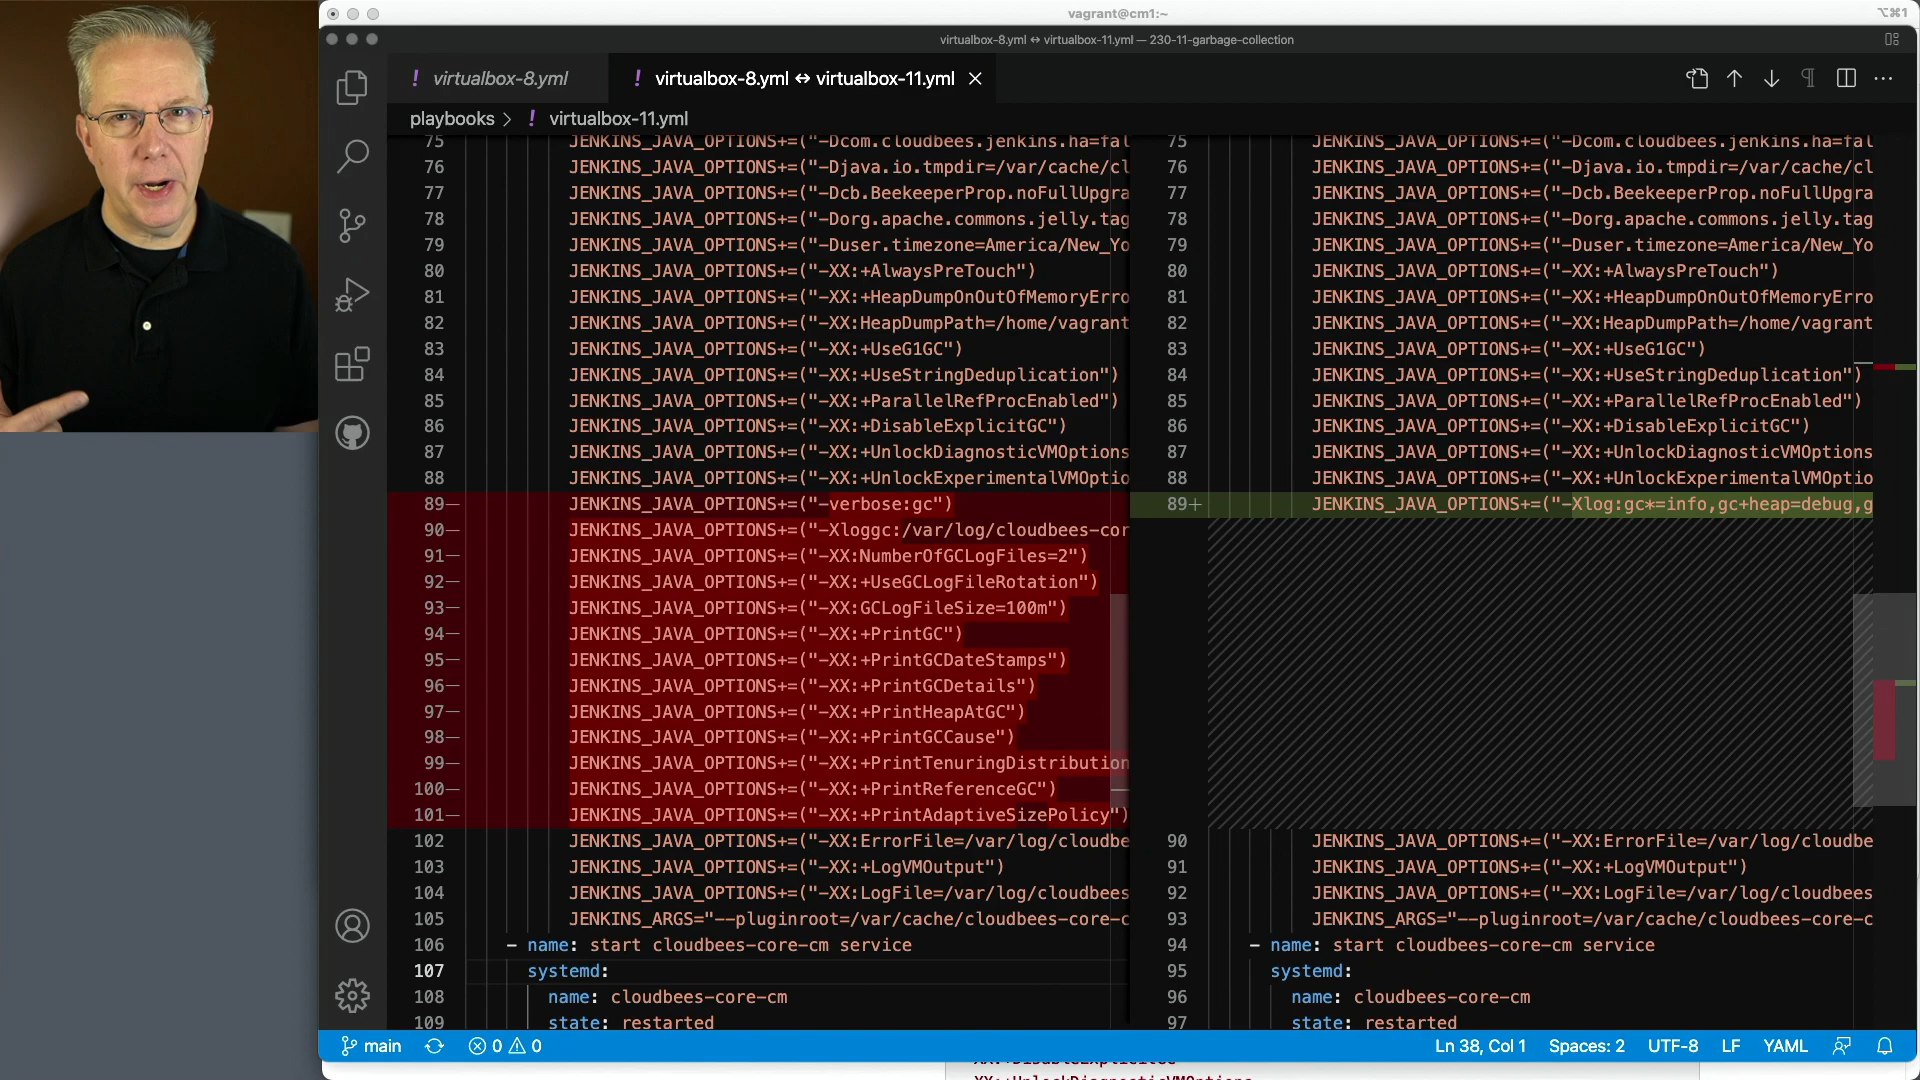 vagrant@cm1:~
⌥⌘1
virtualbox-8.yml ↔ virtualbox-11.yml — 230-11-garbage-collection
! virtualbox-8.yml
! virtualbox-8.yml ↔ virtualbox-11.yml ×
playbooks > ! virtualbox-11.yml
75 JENKINS_JAVA_OPTIONS+=("-Dcom.cloudbees.jenkins.ha=fal
76 JENKINS_JAVA_OPTIONS+=("-Djava.io.tmpdir=/var/cache/cl
77 JENKINS_JAVA_OPTIONS+=("-Dcb.BeekeeperProp.noFullUpgra
78 JENKINS_JAVA_OPTIONS+=("-Dorg.apache.commons.jelly.tag
79 JENKINS_JAVA_OPTIONS+=("-Duser.timezone=America/New_Yo
80 JENKINS_JAVA_OPTIONS+=("-XX:+AlwaysPreTouch")
81 JENKINS_JAVA_OPTIONS+=("-XX:+HeapDumpOnOutOfMemoryErro
82 JENKINS_JAVA_OPTIONS+=("-XX:HeapDumpPath=/home/vagrant
83 JENKINS_JAVA_OPTIONS+=("-XX:+UseG1GC")
84 JENKINS_JAVA_OPTIONS+=("-XX:+UseStringDeduplication")
85 JENKINS_JAVA_OPTIONS+=("-XX:+ParallelRefProcEnabled")
86 JENKINS_JAVA_OPTIONS+=("-XX:+DisableExplicitGC")
87 JENKINS_JAVA_OPTIONS+=("-XX:+UnlockDiagnosticVMOptions
88 JENKINS_JAVA_OPTIONS+=("-XX:+UnlockExperimentalVMOptio
89— JENKINS_JAVA_OPTIONS+=("-verbose:gc")
90— JENKINS_JAVA_OPTIONS+=("-Xloggc:/var/log/cloudbees-cor
91— JENKINS_JAVA_OPTIONS+=("-XX:NumberOfGCLogFiles=2")
92— JENKINS_JAVA_OPTIONS+=("-XX:+UseGCLogFileRotation")
93— JENKINS_JAVA_OPTIONS+=("-XX:GCLogFileSize=100m")
94— JENKINS_JAVA_OPTIONS+=("-XX:+PrintGC")
95— JENKINS_JAVA_OPTIONS+=("-XX:+PrintGCDateStamps")
96— JENKINS_JAVA_OPTIONS+=("-XX:+PrintGCDetails")
97— JENKINS_JAVA_OPTIONS+=("-XX:+PrintHeapAtGC")
98— JENKINS_JAVA_OPTIONS+=("-XX:+PrintGCCause")
99— JENKINS_JAVA_OPTIONS+=("-XX:+PrintTenuringDistribution
100— JENKINS_JAVA_OPTIONS+=("-XX:+PrintReferenceGC")
101— JENKINS_JAVA_OPTIONS+=("-XX:+PrintAdaptiveSizePolicy")
102 JENKINS_JAVA_OPTIONS+=("-XX:ErrorFile=/var/log/cloudbe
103 JENKINS_JAVA_OPTIONS+=("-XX:+LogVMOutput")
104 JENKINS_JAVA_OPTIONS+=("-XX:LogFile=/var/log/cloudbees
105 JENKINS_ARGS="--pluginroot=/var/cache/cloudbees-core-c
106 - name: start cloudbees-core-cm service
107 systemd:
108 name: cloudbees-core-cm
109 state: restarted
75 JENKINS_JAVA_OPTIONS+=("-Dcom.cloudbees.jenkins.ha=fal
76 JENKINS_JAVA_OPTIONS+=("-Djava.io.tmpdir=/var/cache/cl
77 JENKINS_JAVA_OPTIONS+=("-Dcb.BeekeeperProp.noFullUpgra
78 JENKINS_JAVA_OPTIONS+=("-Dorg.apache.commons.jelly.tag
79 JENKINS_JAVA_OPTIONS+=("-Duser.timezone=America/New_Yo
80 JENKINS_JAVA_OPTIONS+=("-XX:+AlwaysPreTouch")
81 JENKINS_JAVA_OPTIONS+=("-XX:+HeapDumpOnOutOfMemoryErro
82 JENKINS_JAVA_OPTIONS+=("-XX:HeapDumpPath=/home/vagrant
83 JENKINS_JAVA_OPTIONS+=("-XX:+UseG1GC")
84 JENKINS_JAVA_OPTIONS+=("-XX:+UseStringDeduplication")
85 JENKINS_JAVA_OPTIONS+=("-XX:+ParallelRefProcEnabled")
86 JENKINS_JAVA_OPTIONS+=("-XX:+DisableExplicitGC")
87 JENKINS_JAVA_OPTIONS+=("-XX:+UnlockDiagnosticVMOptions
88 JENKINS_JAVA_OPTIONS+=("-XX:+UnlockExperimentalVMOptio
89+ JENKINS_JAVA_OPTIONS+=("-Xlog:gc*=info,gc+heap=debug,g
90 JENKINS_JAVA_OPTIONS+=("-XX:ErrorFile=/var/log/cloudbe
91 JENKINS_JAVA_OPTIONS+=("-XX:+LogVMOutput")
92 JENKINS_JAVA_OPTIONS+=("-XX:LogFile=/var/log/cloudbees
93 JENKINS_ARGS="--pluginroot=/var/cache/cloudbees-core-c
94 - name: start cloudbees-core-cm service
95 systemd:
96 name: cloudbees-core-cm
97 state: restarted
main 0 0 Ln 38, Col 1 Spaces: 2 UTF-8 LF YAML